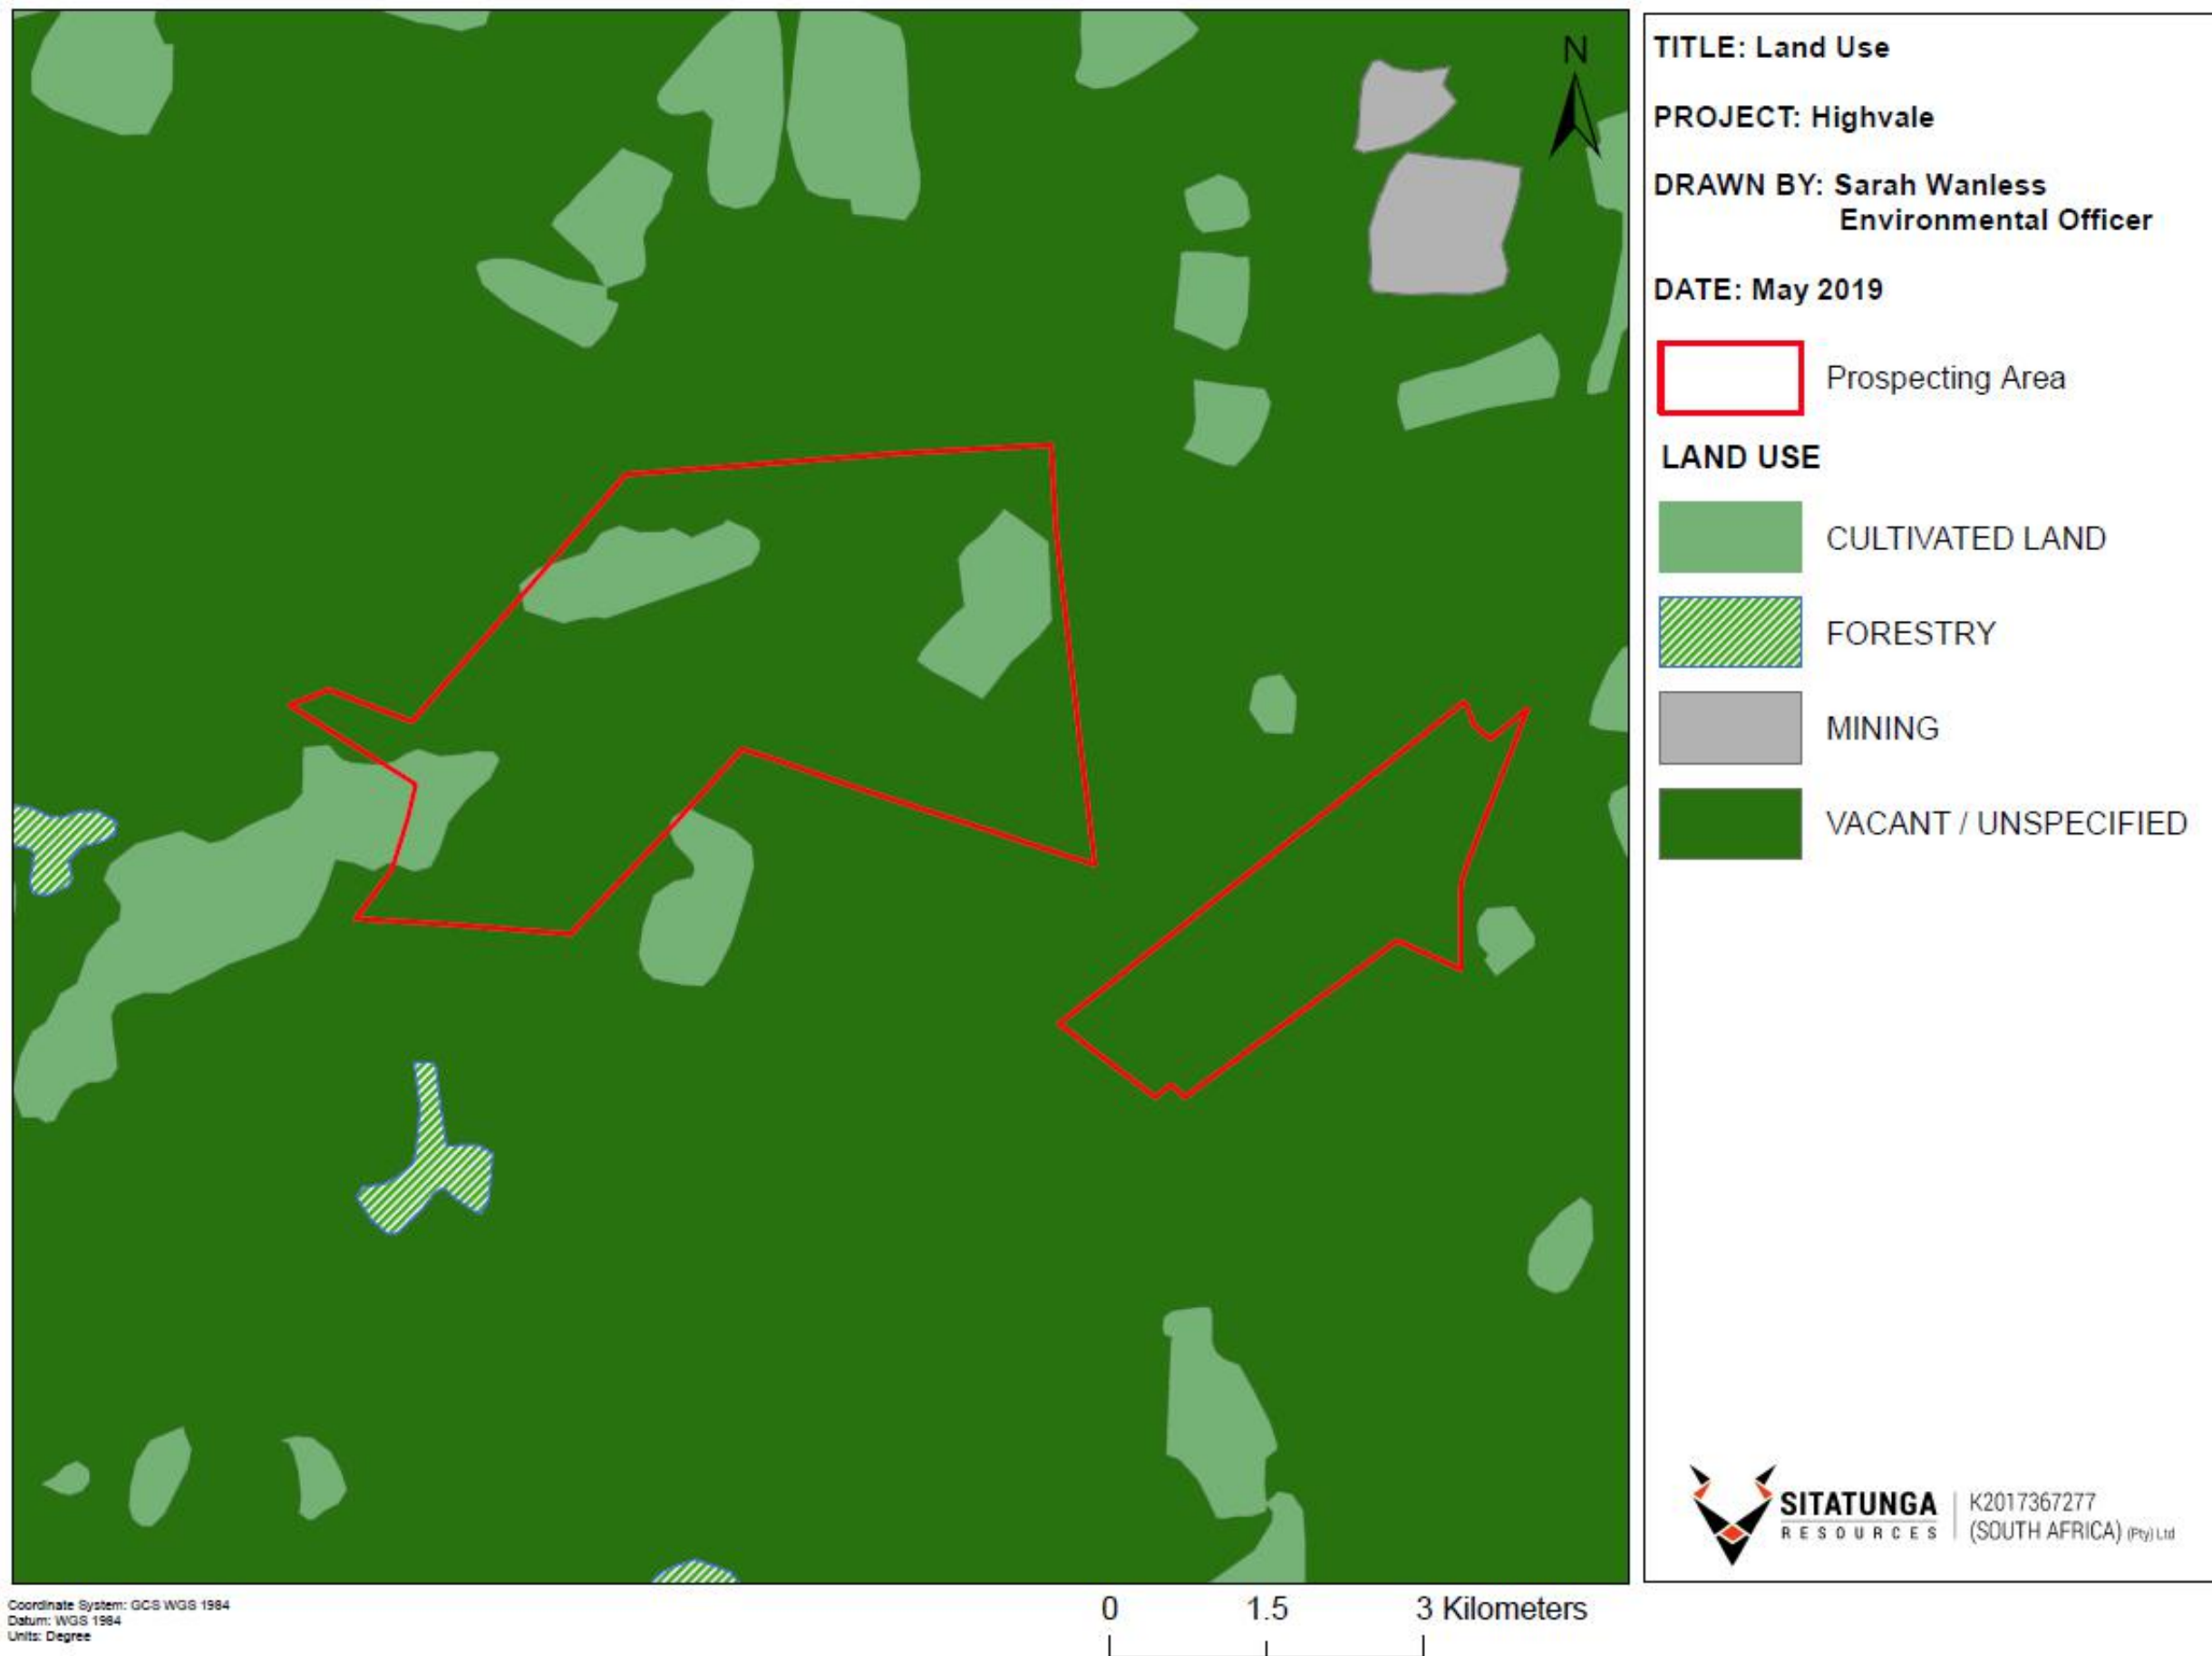 N
TITLE: Land Use
PROJECT: Highvale
DRAWN BY: Sarah Wanless
Environmental Officer
DATE: May 2019
Prospecting Area
LAND USE
CULTIVATED LAND
FORESTRY
MINING
VACANT / UNSPECIFIED
SITATUNGA
RESOURCES
K2017367277
(SOUTH AFRICA) (Pty) Ltd
Coordinate System: GCS WGS 1984
Datum: WGS 1984
Units: Degree
0 1.5 3 Kilometers